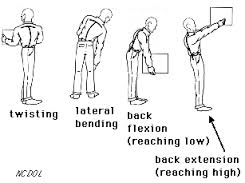 twisting
lateral
bending
back
flexion
(reaching low)
back extension
(reaching high)
NCDOL